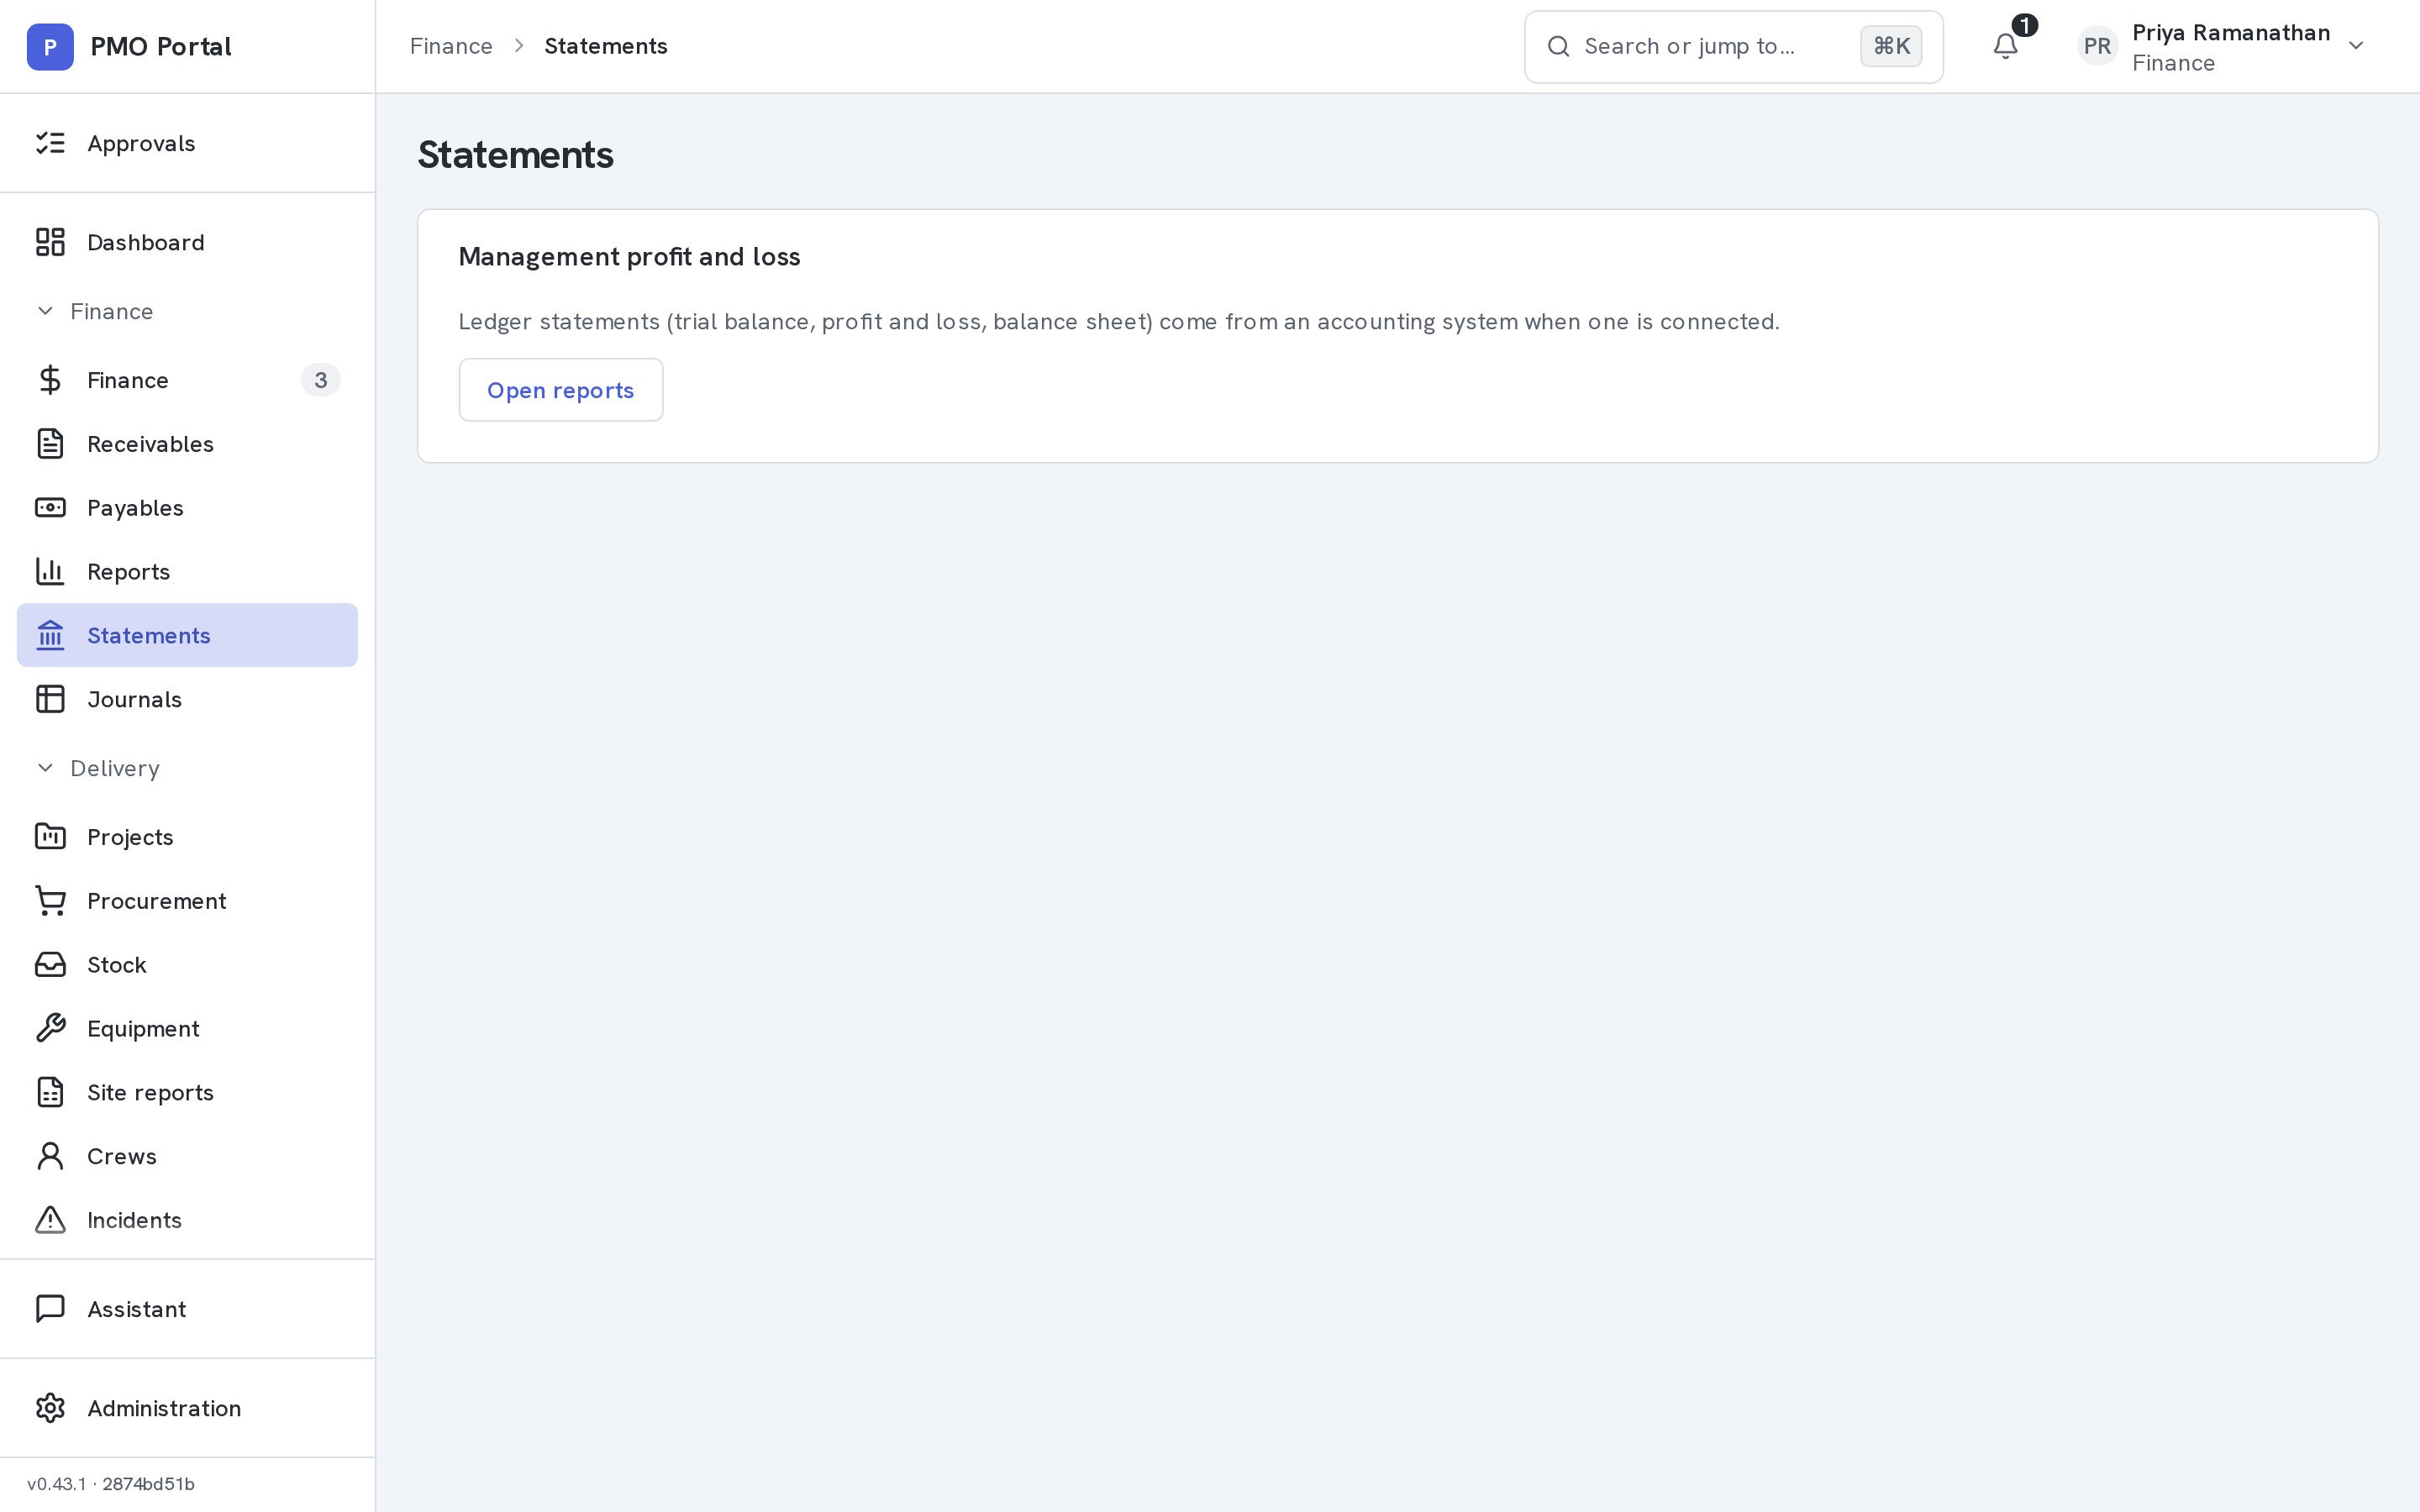 P PMO Portal
Finance > Statements
Search or jump to...
⌘K
1
PR
Priya Ramanathan
Finance
Approvals
Dashboard
Finance
Finance 3
Receivables
Payables
Reports
Statements
Journals
Delivery
Projects
Procurement
Stock
Equipment
Site reports
Crews
Incidents
Assistant
Administration
v0.43.1 · 2874bd51b
Statements
Management profit and loss
Ledger statements (trial balance, profit and loss, balance sheet) come from an accounting system when one is connected.
Open reports